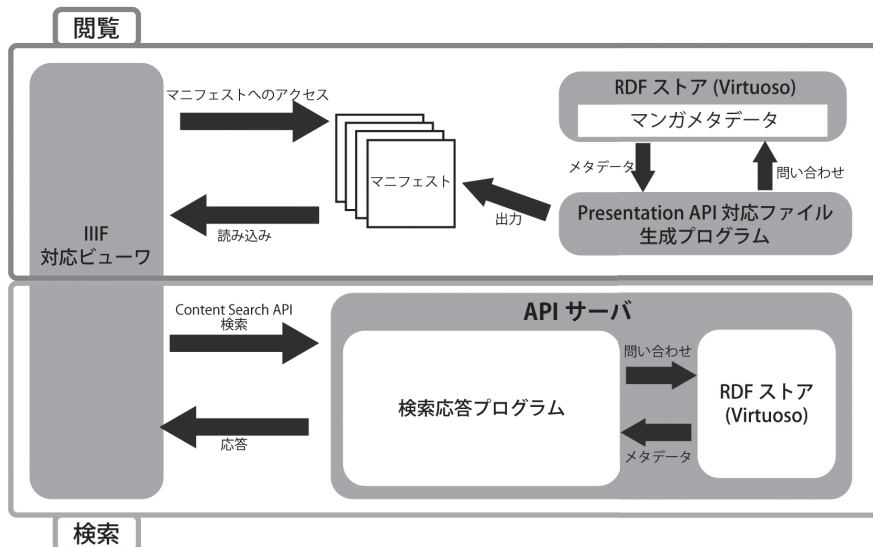 閲覧
マニフェストへのアクセス
マニフェスト
読み込み
出力
RDF ストア (Virtuoso)
マンガメタデータ
メタデータ
問い合わせ
Presentation API 対応ファイル
生成プログラム
IIIF
対応ビューワ
Content Search API
検索
応答
API サーバ
検索応答プログラム
問い合わせ
メタデータ
RDF ストア
(Virtuoso)
検索